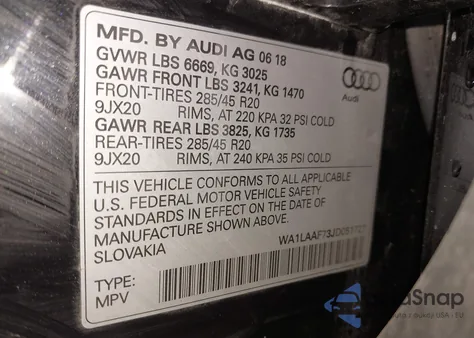 MFD. BY AUDI AG 06 18
GVWR LBS 6669, KG 3025
GAWR FRONT LBS 3241, KG 1470
FRONT-TIRES 285/45 R20
9JX20 RIMS, AT 220 KPA 32 PSI COLD
GAWR REAR LBS 3825, KG 1735
REAR-TIRES 285/45 R20
9JX20 RIMS, AT 240 KPA 35 PSI COLD
Audi
THIS VEHICLE CONFORMS TO ALL APPLICABLE
U.S. FEDERAL MOTOR VEHICLE SAFETY
STANDARDS IN EFFECT ON THE DATE OF
MANUFACTURE SHOWN ABOVE.
SLOVAKIA
TYPE:
MPV